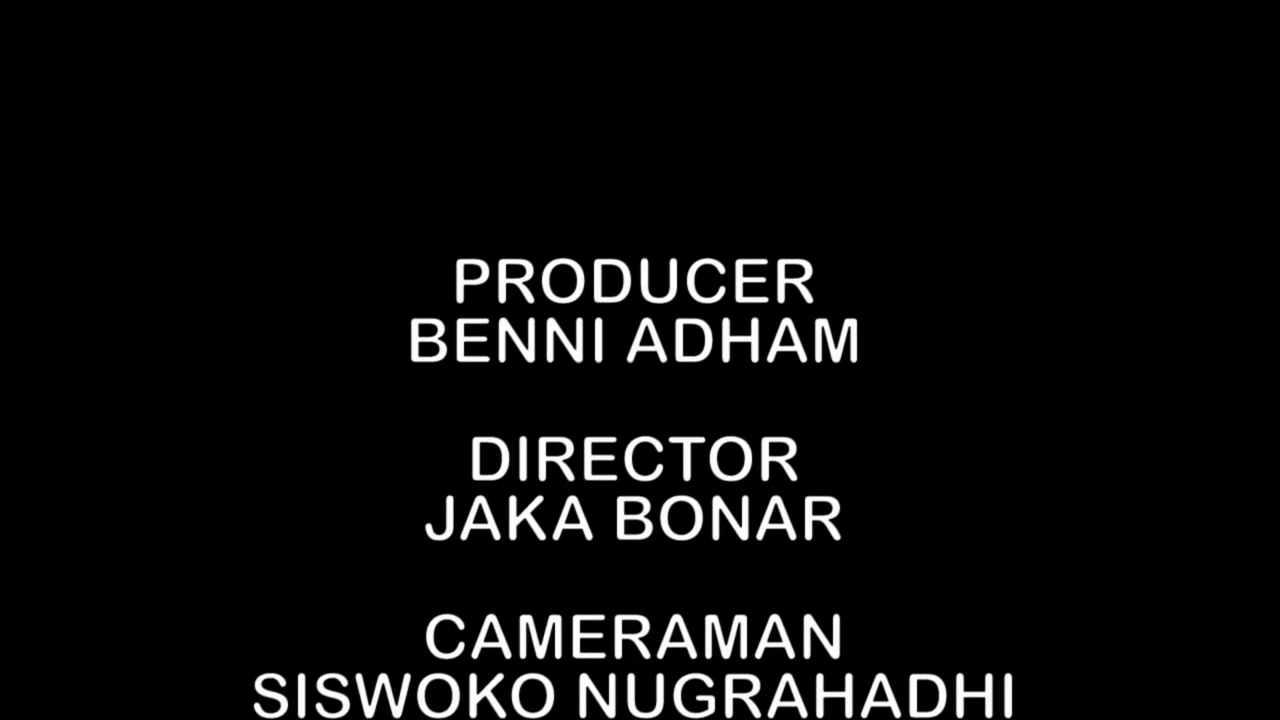 PRODUCER
BENNI ADHAM
DIRECTOR
JAKA BONAR
CAMERAMAN
SISWOKO NUGRAHADHI